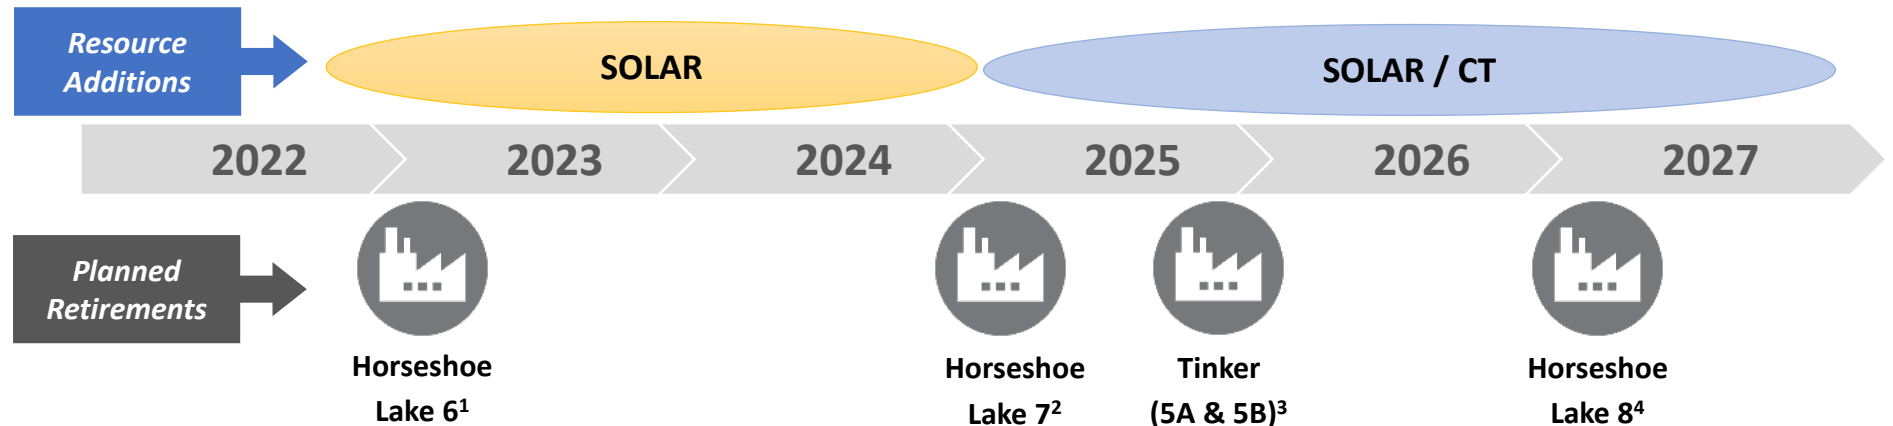 Resource
Additions
SOLAR
SOLAR / CT
2022 2023 2024 2025 2026 2027
Planned
Retirements
Horsehoe
Lake 6¹
Horseshoe
Lake 7²
Tinker
(5A & 5B)³
Horseshoe
Lake 8⁴